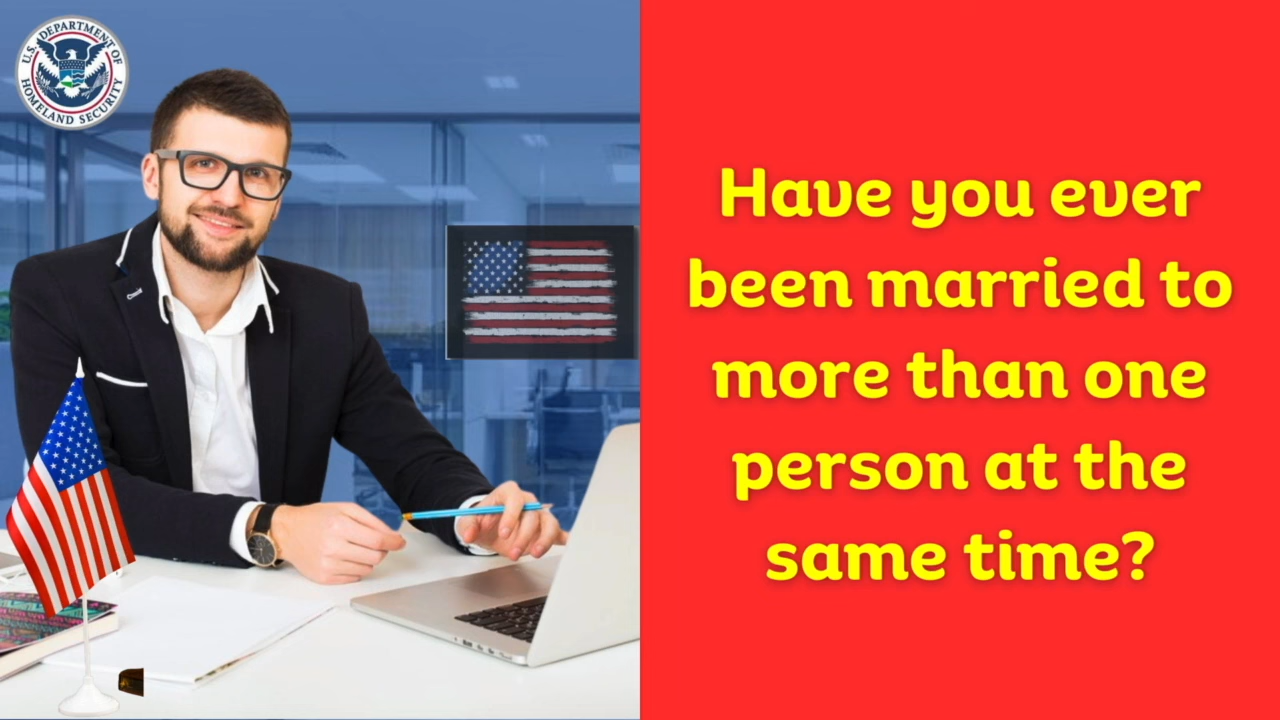 U.S. DEPARTMENT OF
HOMELAND SECURITY
Have you ever
been married to
more than one
person at the
same time?